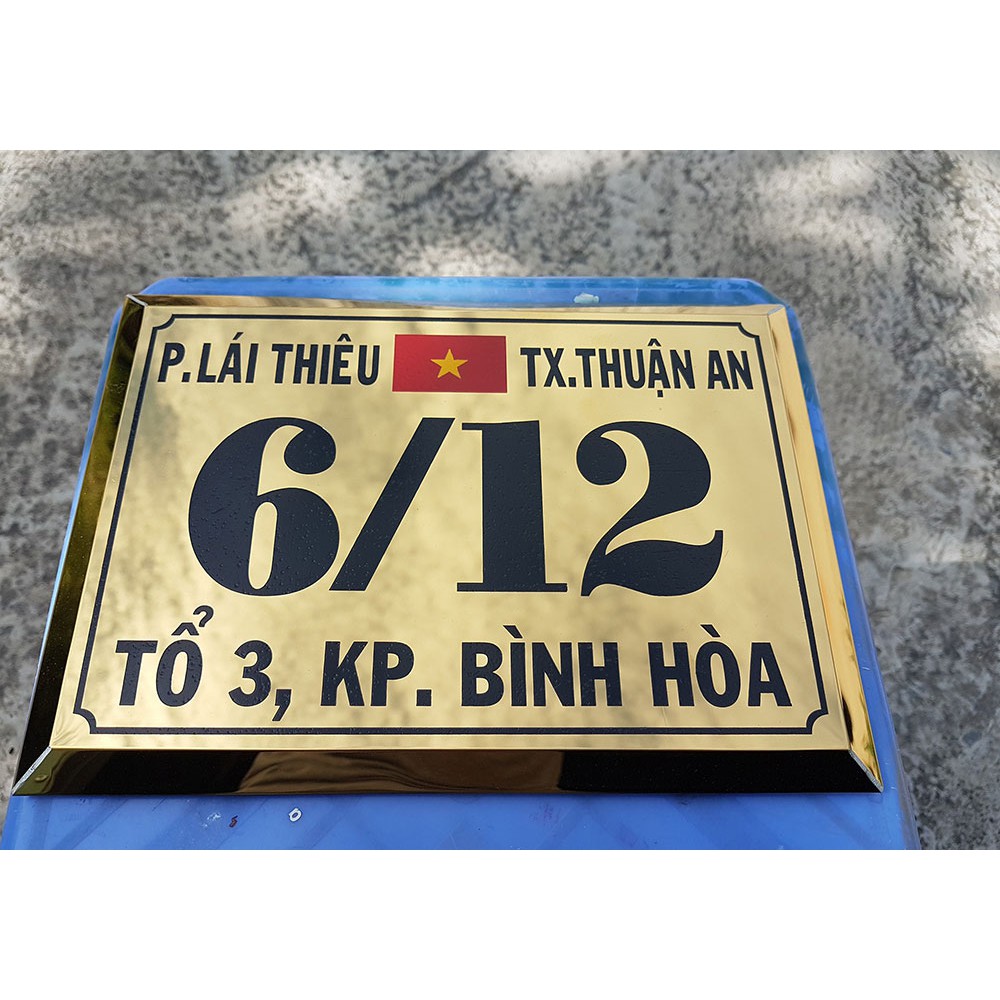 P.LÁI THIÊU TX.THUẬN AN
6/12
TỔ 3, KP. BÌNH HÒA